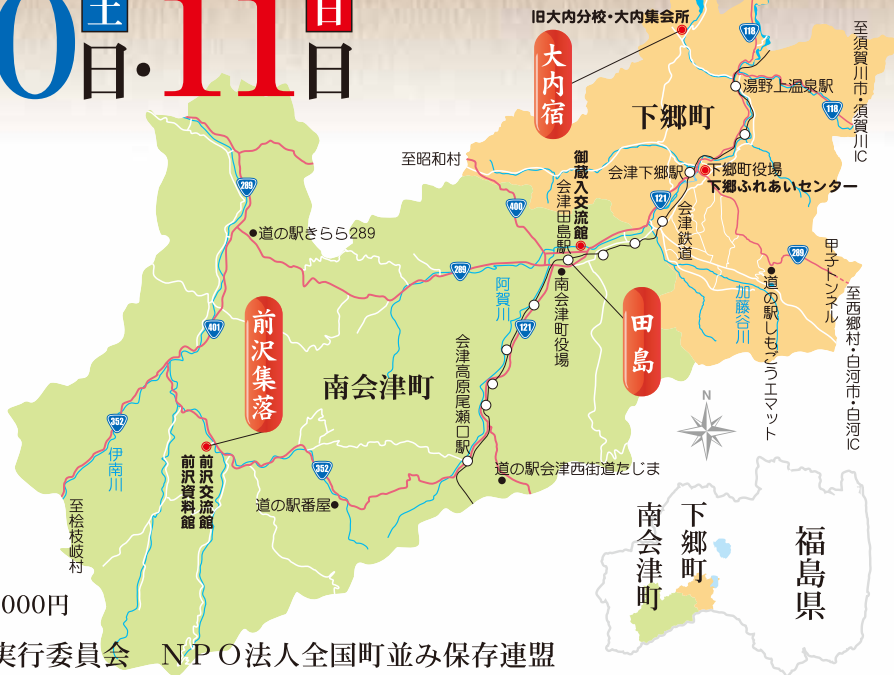 0 土 日・11 日 日
旧大内分校・大内集会所
118
至須賀川市・須賀川IC
大内宿
湯野上温泉駅
118
下郷町
至昭和村
御蔵入交流館
会津下郷駅
下郷町役場
下郷ふれあいセンター
289
400
会津田島駅
121
会津鉄道
道の駅きらら289
289
甲子トンネル
289
阿賀川
南会津町役場
加藤谷川
道の駅しもごうエマット
至西郷村・白河市・白河IC
前沢集落
田島
401
121
会津高原尾瀬口駅
南会津町
N
352
伊南川
前沢交流館
前沢資料館
352
道の駅会津西街道たじま
道の駅番屋
至桧枝岐村
下郷町
南会津町
福島県
000円
実行委員会　NPO法人全国町並み保存連盟